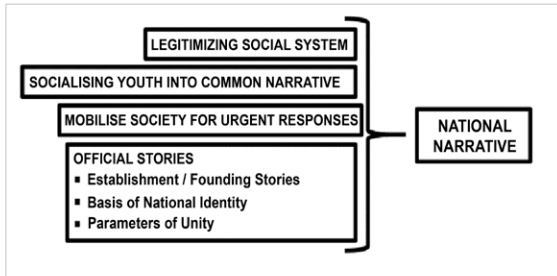 LEGITIMIZING SOCIAL SYSTEM
SOCIALISING YOUTH INTO COMMON NARRATIVE
MOBILISE SOCIETY FOR URGENT RESPONSES
OFFICIAL STORIES
▪ Establishment / Founding Stories
▪ Basis of National Identity
▪ Parameters of Unity
NATIONAL
NARRATIVE